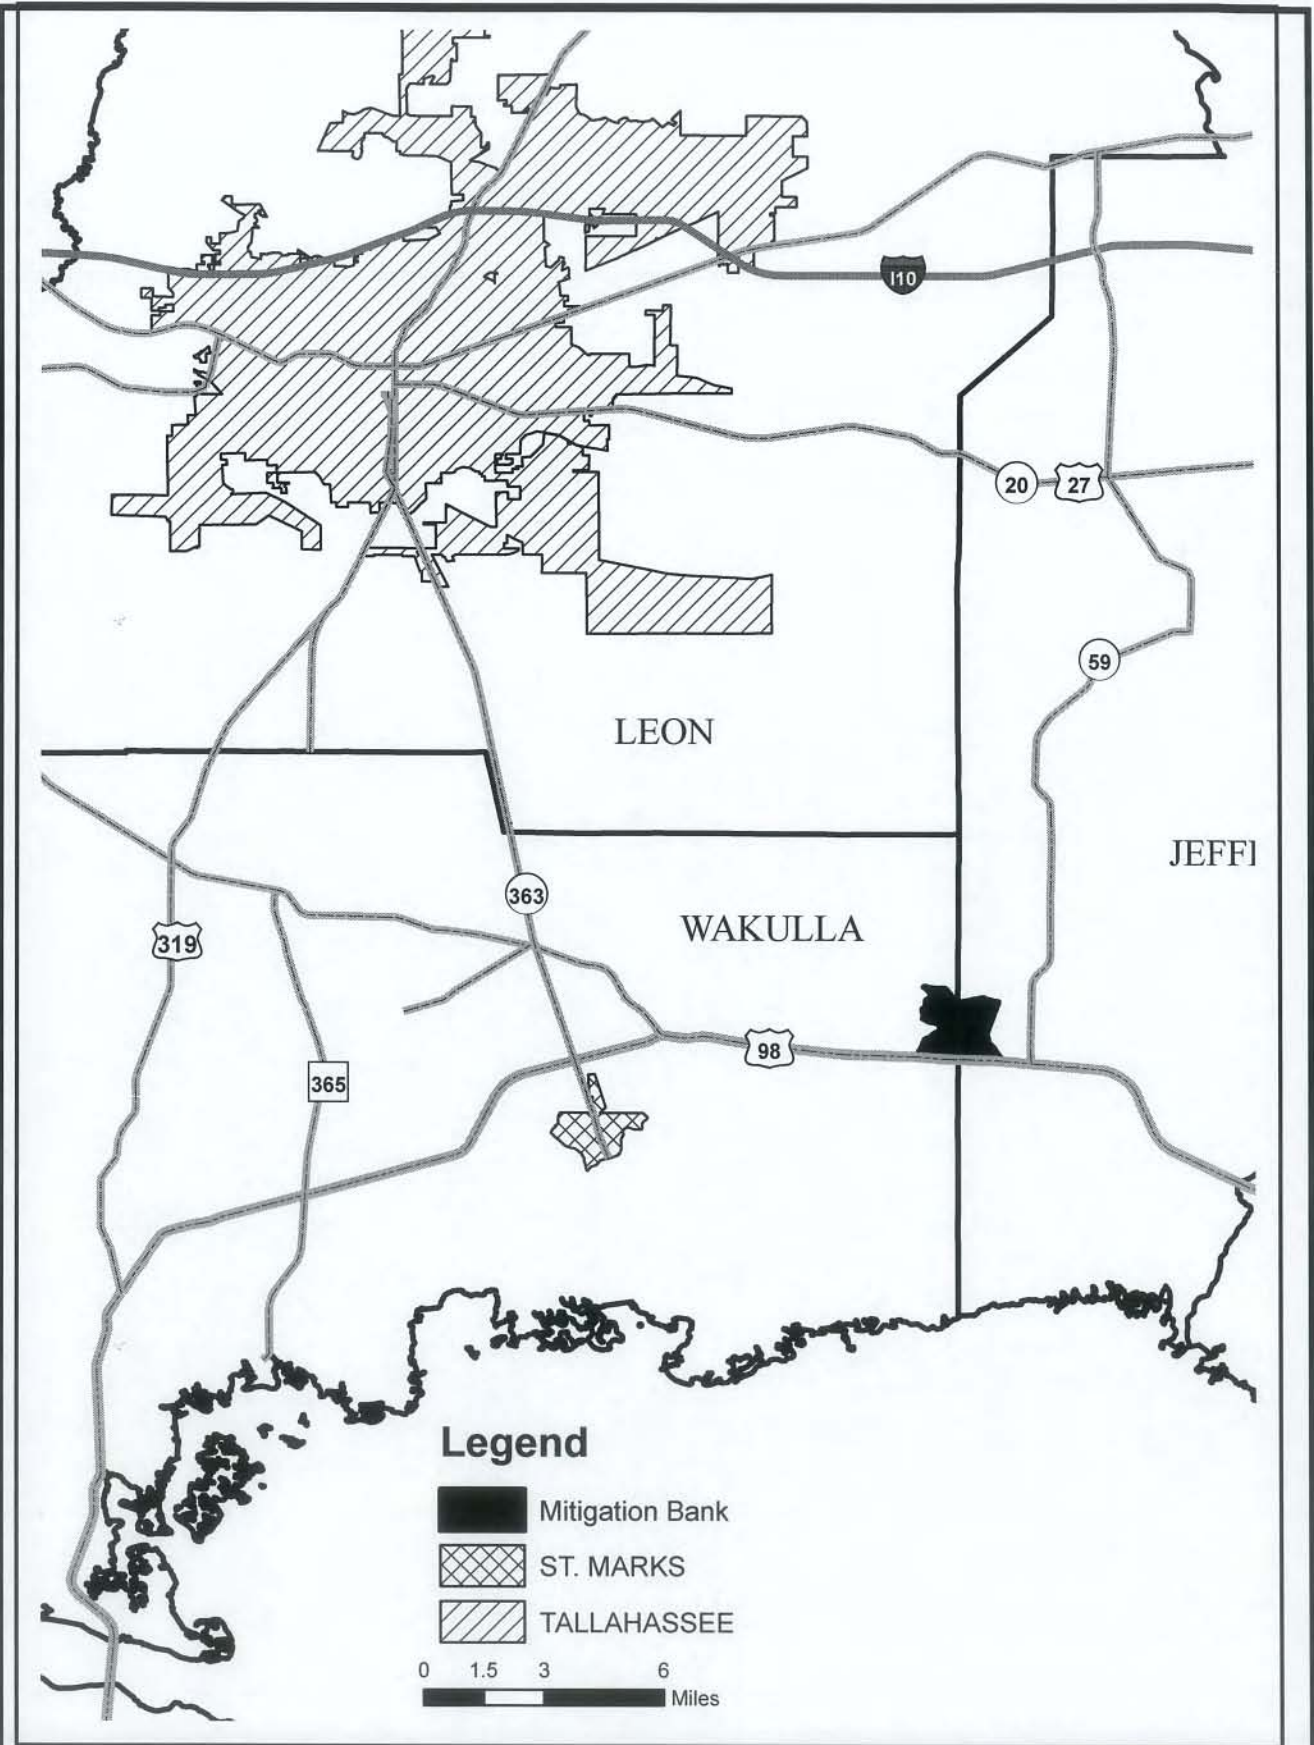 I10
20
27
59
LEON
JEFF
363
WAKULLA
319
98
365
Legend
Mitigation Bank
ST. MARKS
TALLAHASSEE
0 1.5 3 6
Miles